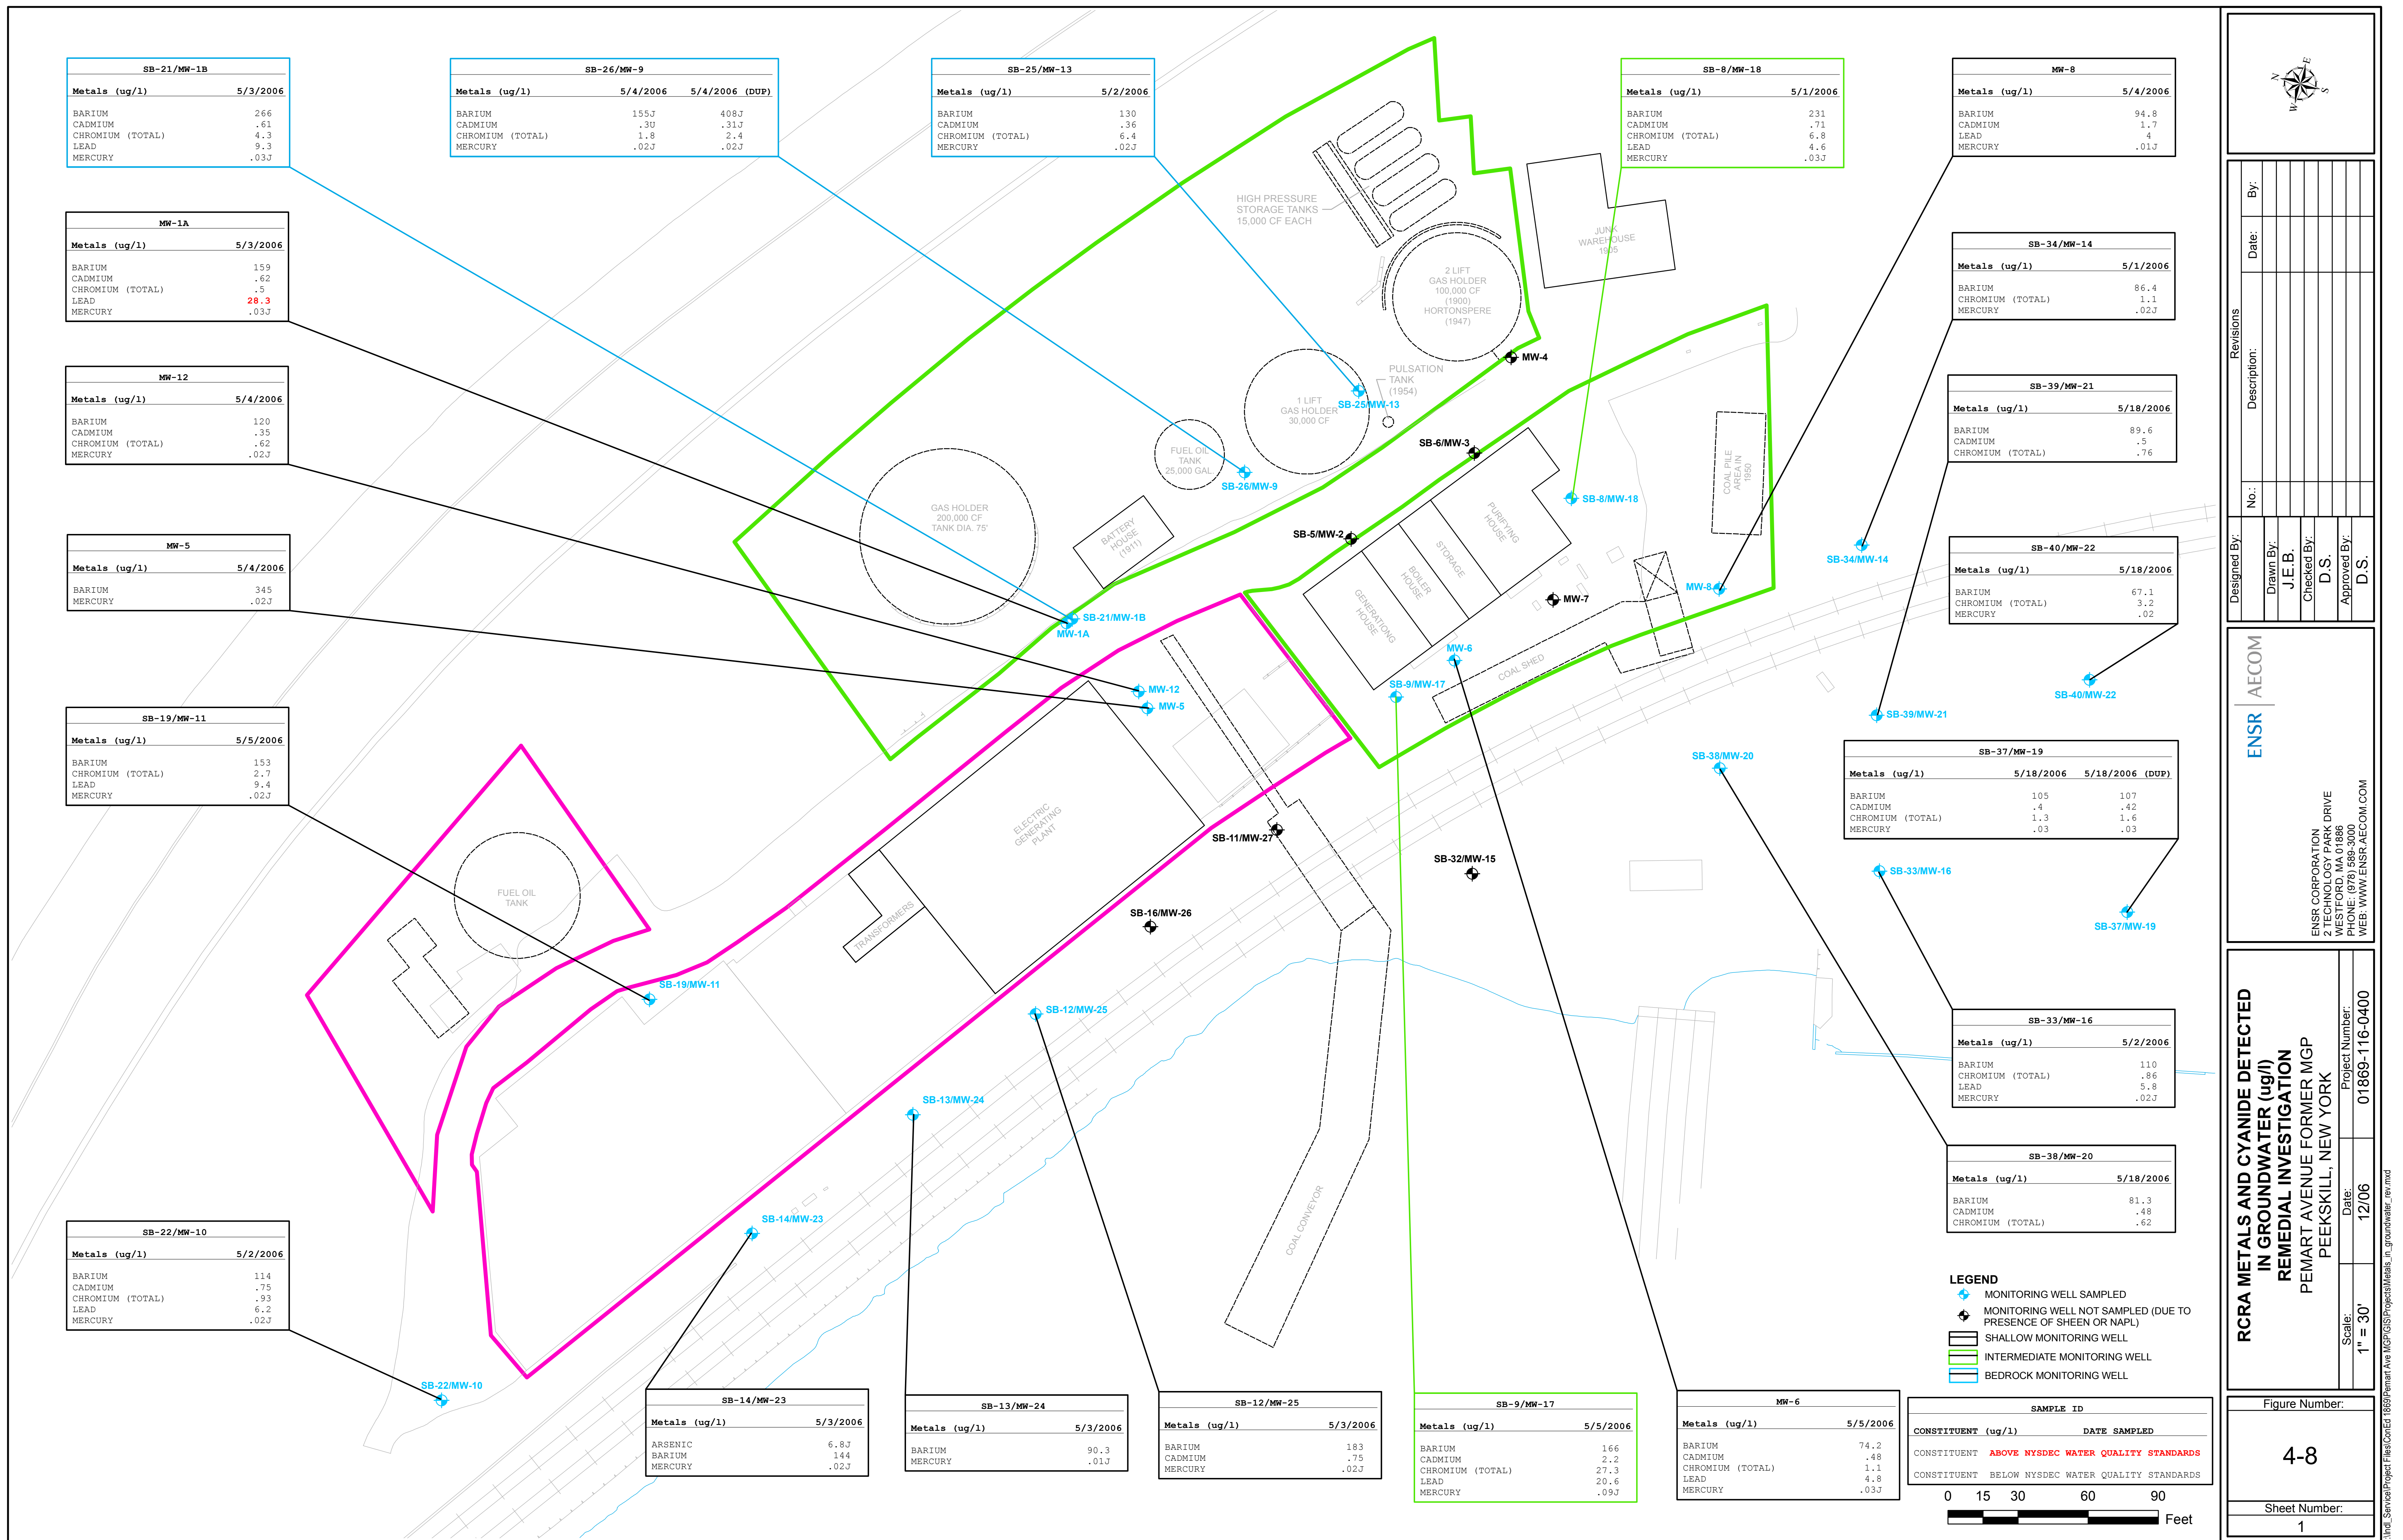 SB-21/MW-1B
Metals (ug/l) 5/3/2006
BARIUM 266
CADMIUM .61
CHROMIUM (TOTAL) 4.3
LEAD 9.3
MERCURY .03J
SB-26/MW-9
Metals (ug/l) 5/4/2006 5/4/2006 (DUP)
BARIUM 155J 408J
CADMIUM .3U .31J
CHROMIUM (TOTAL) 1.8 2.4
MERCURY .02J .02J
SB-25/MW-13
Metals (ug/l) 5/2/2006
BARIUM 130
CADMIUM .36
CHROMIUM (TOTAL) 6.4
MERCURY .02J
SB-8/MW-18
Metals (ug/l) 5/1/2006
BARIUM 231
CADMIUM .71
CHROMIUM (TOTAL) 6.8
LEAD 4.6
MERCURY .03J
MW-8
Metals (ug/l) 5/4/2006
BARIUM 94.8
CADMIUM 1.7
LEAD 4
MERCURY .01J
MW-1A
Metals (ug/l) 5/3/2006
BARIUM 159
CADMIUM .62
CHROMIUM (TOTAL) .5
LEAD 28.3
MERCURY .03J
SB-34/MW-14
Metals (ug/l) 5/1/2006
BARIUM 86.4
CHROMIUM (TOTAL) 1.1
MERCURY .02J
MW-12
Metals (ug/l) 5/4/2006
BARIUM 120
CADMIUM .35
CHROMIUM (TOTAL) .62
MERCURY .02J
SB-39/MW-21
Metals (ug/l) 5/18/2006
BARIUM 89.6
CADMIUM .5
CHROMIUM (TOTAL) .76
MW-5
Metals (ug/l) 5/4/2006
BARIUM 345
MERCURY .02J
SB-40/MW-22
Metals (ug/l) 5/18/2006
BARIUM 67.1
CHROMIUM (TOTAL) 3.2
MERCURY .02
SB-19/MW-11
Metals (ug/l) 5/5/2006
BARIUM 153
CHROMIUM (TOTAL) 2.7
LEAD 9.4
MERCURY .02J
SB-37/MW-19
Metals (ug/l) 5/18/2006 5/18/2006 (DUP)
BARIUM 105 107
CADMIUM .4 .42
CHROMIUM (TOTAL) 1.3 1.6
MERCURY .03 .03
SB-33/MW-16
Metals (ug/l) 5/2/2006
BARIUM 110
CHROMIUM (TOTAL) .86
LEAD 5.8
MERCURY .02J
SB-38/MW-20
Metals (ug/l) 5/18/2006
BARIUM 81.3
CADMIUM .48
CHROMIUM (TOTAL) .62
SB-22/MW-10
Metals (ug/l) 5/2/2006
BARIUM 114
CADMIUM .75
CHROMIUM (TOTAL) .93
LEAD 6.2
MERCURY .02J
SB-14/MW-23
Metals (ug/l) 5/3/2006
ARSENIC 6.8J
BARIUM 144
MERCURY .02J
SB-13/MW-24
Metals (ug/l) 5/3/2006
BARIUM 90.3
MERCURY .01J
SB-12/MW-25
Metals (ug/l) 5/3/2006
BARIUM 183
CADMIUM .75
MERCURY .02J
SB-9/MW-17
Metals (ug/l) 5/5/2006
BARIUM 166
CADMIUM 2.2
CHROMIUM (TOTAL) 27.3
LEAD 20.6
MERCURY .09J
MW-6
Metals (ug/l) 5/5/2006
BARIUM 74.2
CADMIUM .48
CHROMIUM (TOTAL) 1.1
LEAD 4.8
MERCURY .03J
HIGH PRESSURE
STORAGE TANKS
15,000 CF EACH
JUNK
WAREHOUSE
1905
2 LIFT
GAS HOLDER
100,000 CF
(1900)
HORTONSPERE
(1947)
MW-4
PULSATION
TANK
(1954)
SB-25/MW-13
1 LIFT
GAS HOLDER
30,000 CF
SB-6/MW-3
FUEL OIL
TANK
25,000 GAL.
SB-26/MW-9
COAL PILE
AREA IN
1950
SB-8/MW-18
GAS HOLDER
200,000 CF
TANK DIA. 75'
BATTERY
HOUSE
(1911)
SB-5/MW-2
PURIFYING
HOUSE
STORAGE
BOILER
HOUSE
GENERATIONG
HOUSE
SB-34/MW-14
MW-8
MW-7
SB-21/MW-1B
MW-1A
MW-6
COAL SHED
SB-9/MW-17
MW-12
MW-5
SB-40/MW-22
SB-39/MW-21
SB-38/MW-20
ELECTRIC
GENERATING
PLANT
SB-11/MW-27
SB-32/MW-15
SB-33/MW-16
FUEL OIL
TANK
TRANSFORMERS
SB-16/MW-26
SB-37/MW-19
SB-19/MW-11
SB-12/MW-25
SB-13/MW-24
SB-14/MW-23
COAL CONVEYOR
SB-22/MW-10
LEGEND
MONITORING WELL SAMPLED
MONITORING WELL NOT SAMPLED (DUE TO
PRESENCE OF SHEEN OR NAPL)
SHALLOW MONITORING WELL
INTERMEDIATE MONITORING WELL
BEDROCK MONITORING WELL
SAMPLE ID
CONSTITUENT (ug/l) DATE SAMPLED
CONSTITUENT ABOVE NYSDEC WATER QUALITY STANDARDS
CONSTITUENT BELOW NYSDEC WATER QUALITY STANDARDS
0 15 30 60 90
Feet
N
E
S
W
Revisions
No.: Description: Date: By:
Designed By:
Drawn By:
J.E.B.
Checked By:
D.S.
Approved By:
D.S.
ENSR | AECOM
ENSR CORPORATION
2 TECHNOLOGY PARK DRIVE
WESTFORD, MA 01886
PHONE: (978) 589-3000
WEB: WWW.ENSR.AECOM.COM
RCRA METALS AND CYANIDE DETECTED
IN GROUNDWATER (ug/l)
REMEDIAL INVESTIGATION
PEMART AVENUE FORMER MGP
PEEKSKILL, NEW YORK
Scale: Date: Project Number:
1" = 30' 12/06 01869-116-0400
Figure Number:
4-8
Sheet Number:
1
:\Indl_Service\Project Files\ConEd 1869\Pemart Ave MGP\GIS\Projects\Metals_in_groundwater_rev.mxd